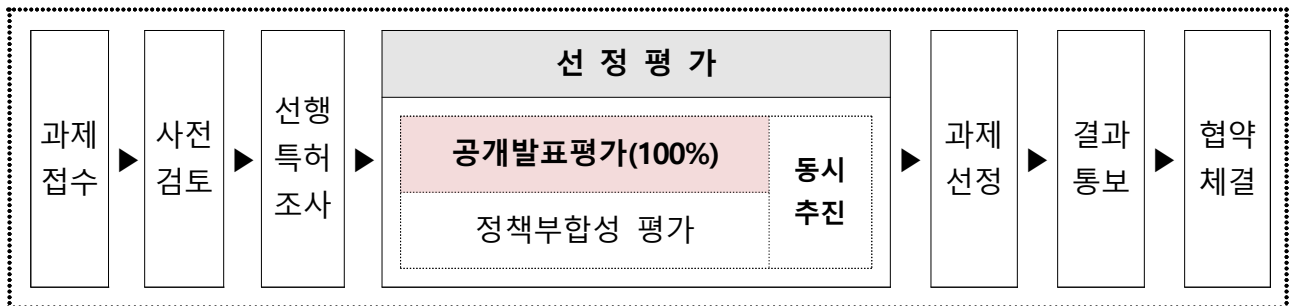 과제
접수
▶
사전
검토
▶
선행
특허
조사
▶
선 정 평 가
공개발표평가(100%)
정책부합성 평가
동시
추진
▶
과제
선정
▶
결과
통보
▶
협약
체결